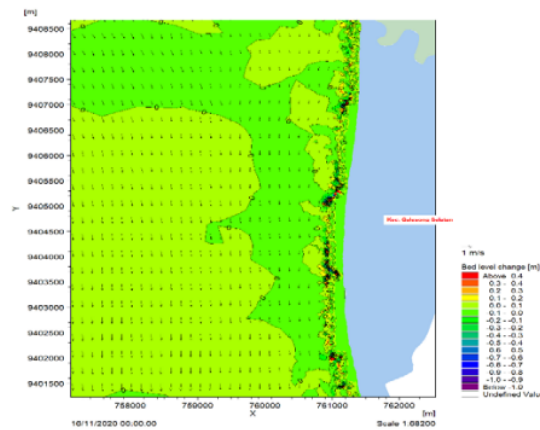 [m]
9408500
9408000
9407500
9407000
9406500
9406000
9405500
9405000
9404500
9404000
9403500
9403000
9402500
9402000
9401500
Y
758000
759000
760000
761000
762000
[m]
X
16/11/2020 00.00.00
Scale 1.68200
1 m/s
Bed level change [m]
Above 0.4
0.3 - 0.4
0.2 0.3
0.1 - 0.2
0.0 - 0.1
-0.1 0.0
-0.2 - -0.1
-0.3 - -0.2
-0.4 - -0.3
-0.5 - -0.4
-0.6 0.5
-0.7 - -0.6
-0.8 - -0.7
-0.9 0.8
-1.0 - -0.9
Below -1.0
Undefined Valu